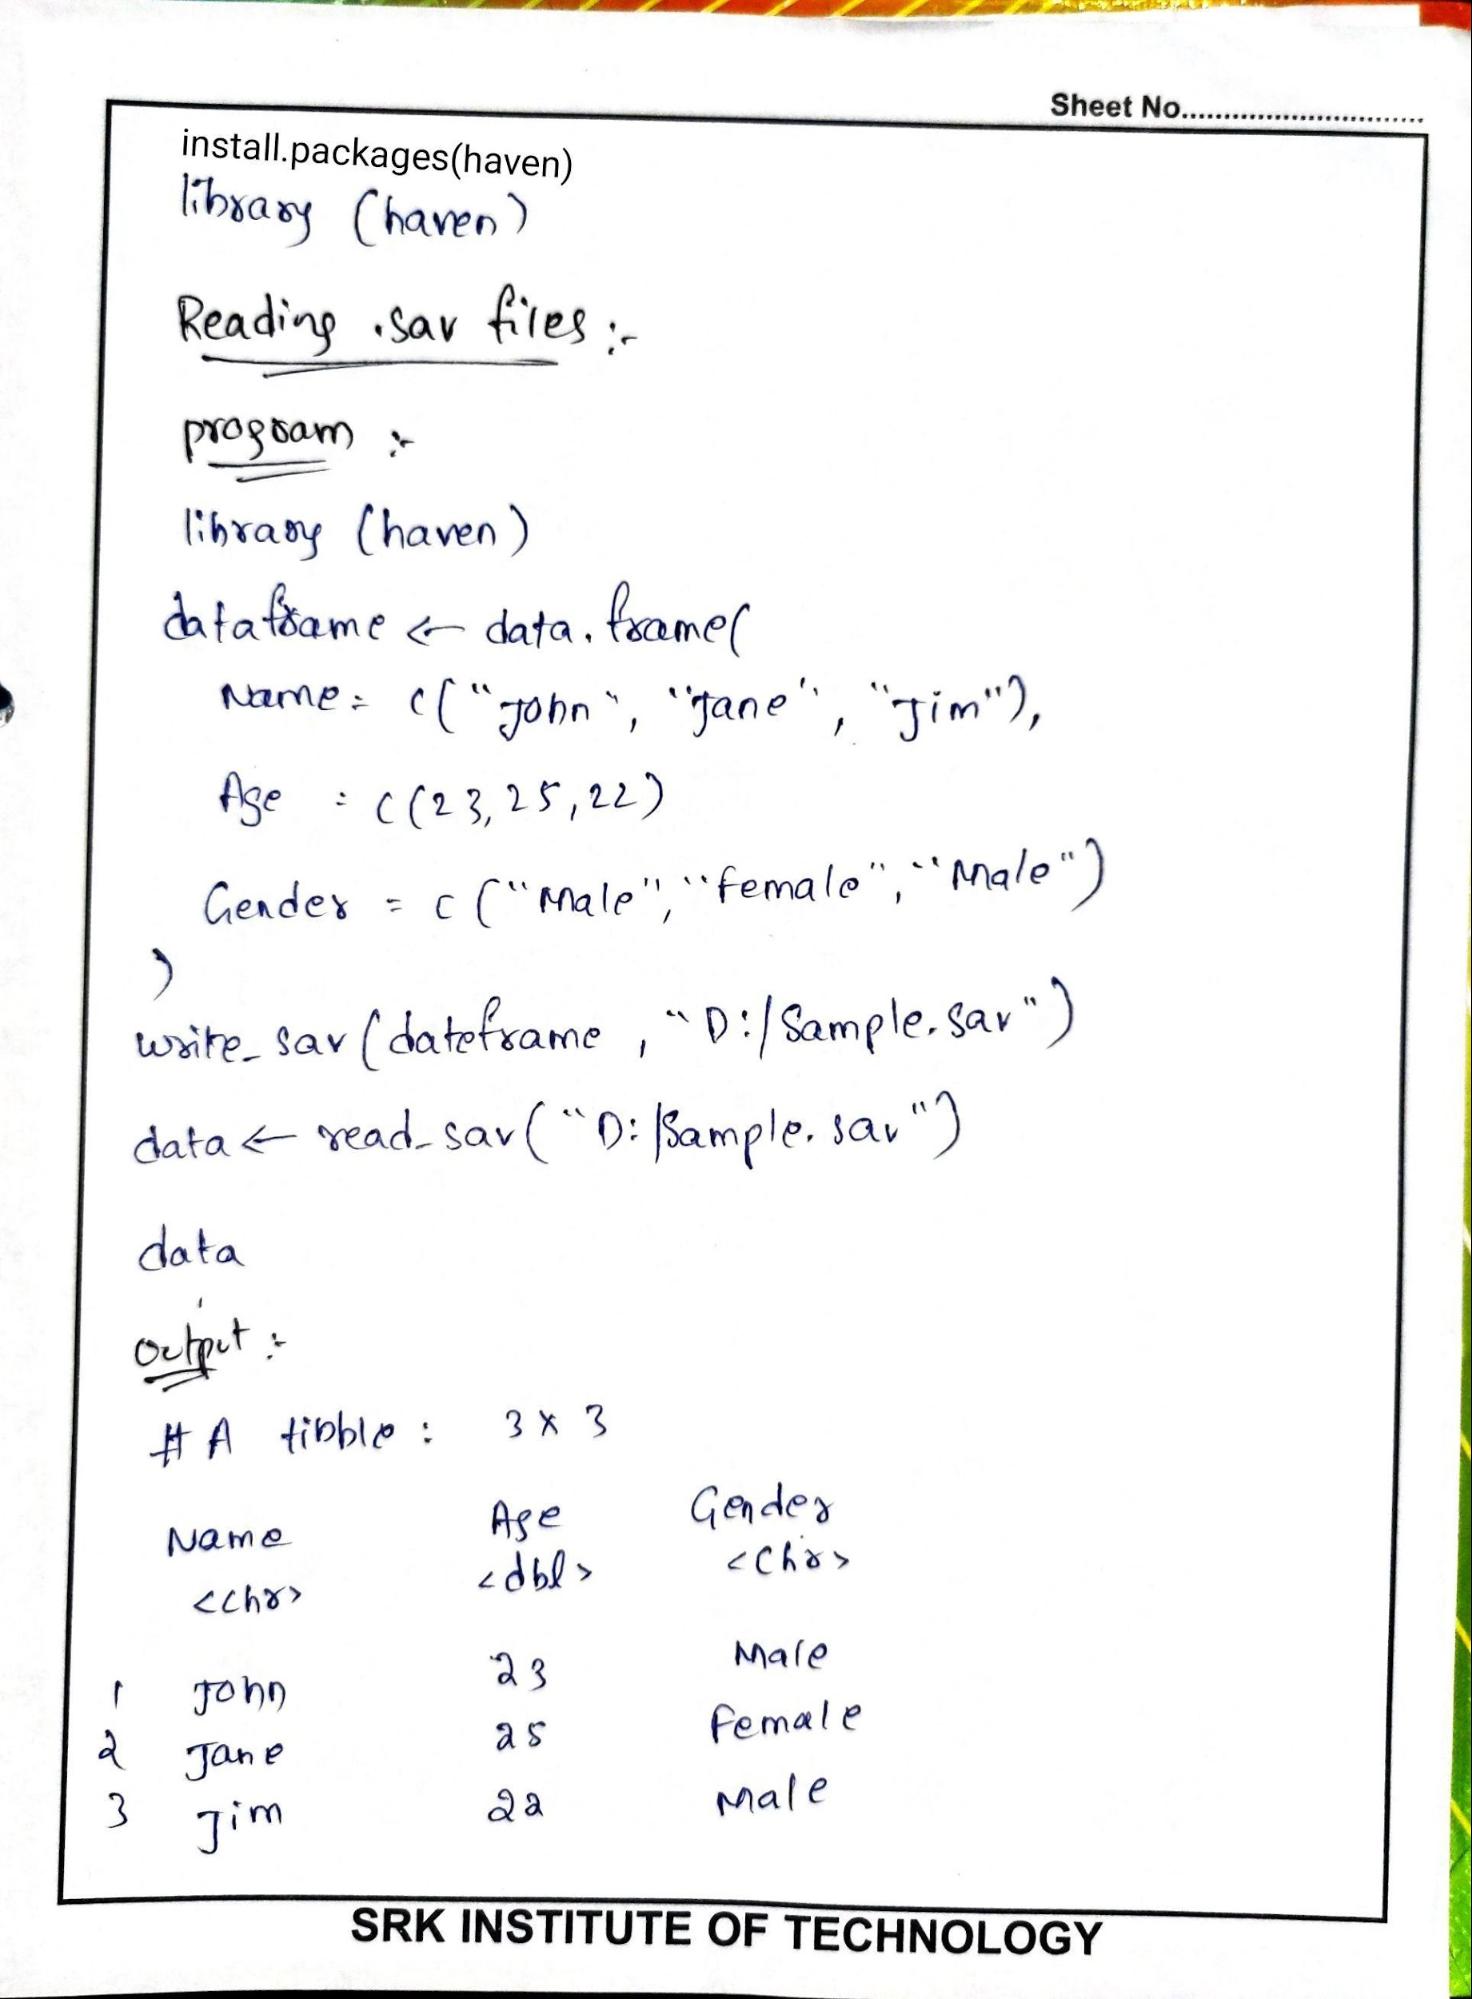 Sheet No..............................
install.packages(haven)
library (haven)
Reading .sav files :-
program :-
library (haven)
dataframe <- data.frame(
Name = c("John", "Jane", "Jim"),
Age = c(23, 25, 22)
Gender = c("Male", "Female", "Male")
)
write_sav(dateframe, "D:/Sample.sav")
data <- read_sav("D:/Sample.sav")
data
output :-
# A tibble : 3 x 3
Name Age Gender
<chr> <dbl> <chr>
1 John 23 Male
2 Jane 25 Female
3 Jim 22 Male
SRK INSTITUTE OF TECHNOLOGY